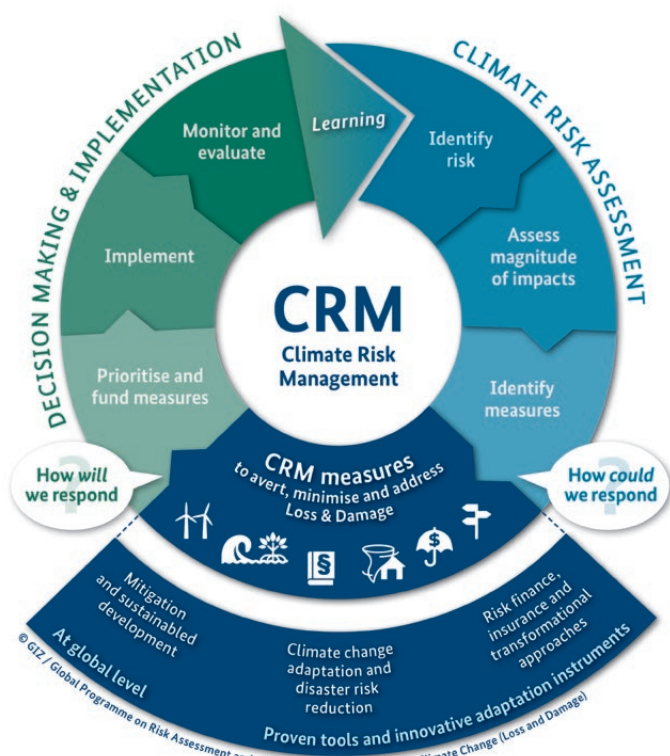 DECISION MAKING & IMPLEMENTATION
CLIMATE RISK ASSESSMENT
Learning
Identify
risk
Assess
magnitude
of impacts
Identify
measures
How could
we respond
?
CRM
Climate Risk
Management
CRM measures
to avert, minimise and address
Loss & Damage
$
§
How will
we respond
?
Prioritise and
fund measures
Implement
Monitor and
evaluate
Mitigation
and sustainabled
development
Climate change
adaptation and
disaster risk
reduction
Risk finance,
insurance and
transformational
approaches
At global level
Proven tools and innovative adaptation instruments
© GIZ / Global Programme on Risk Assessment an
limate Change (Loss and Damage)